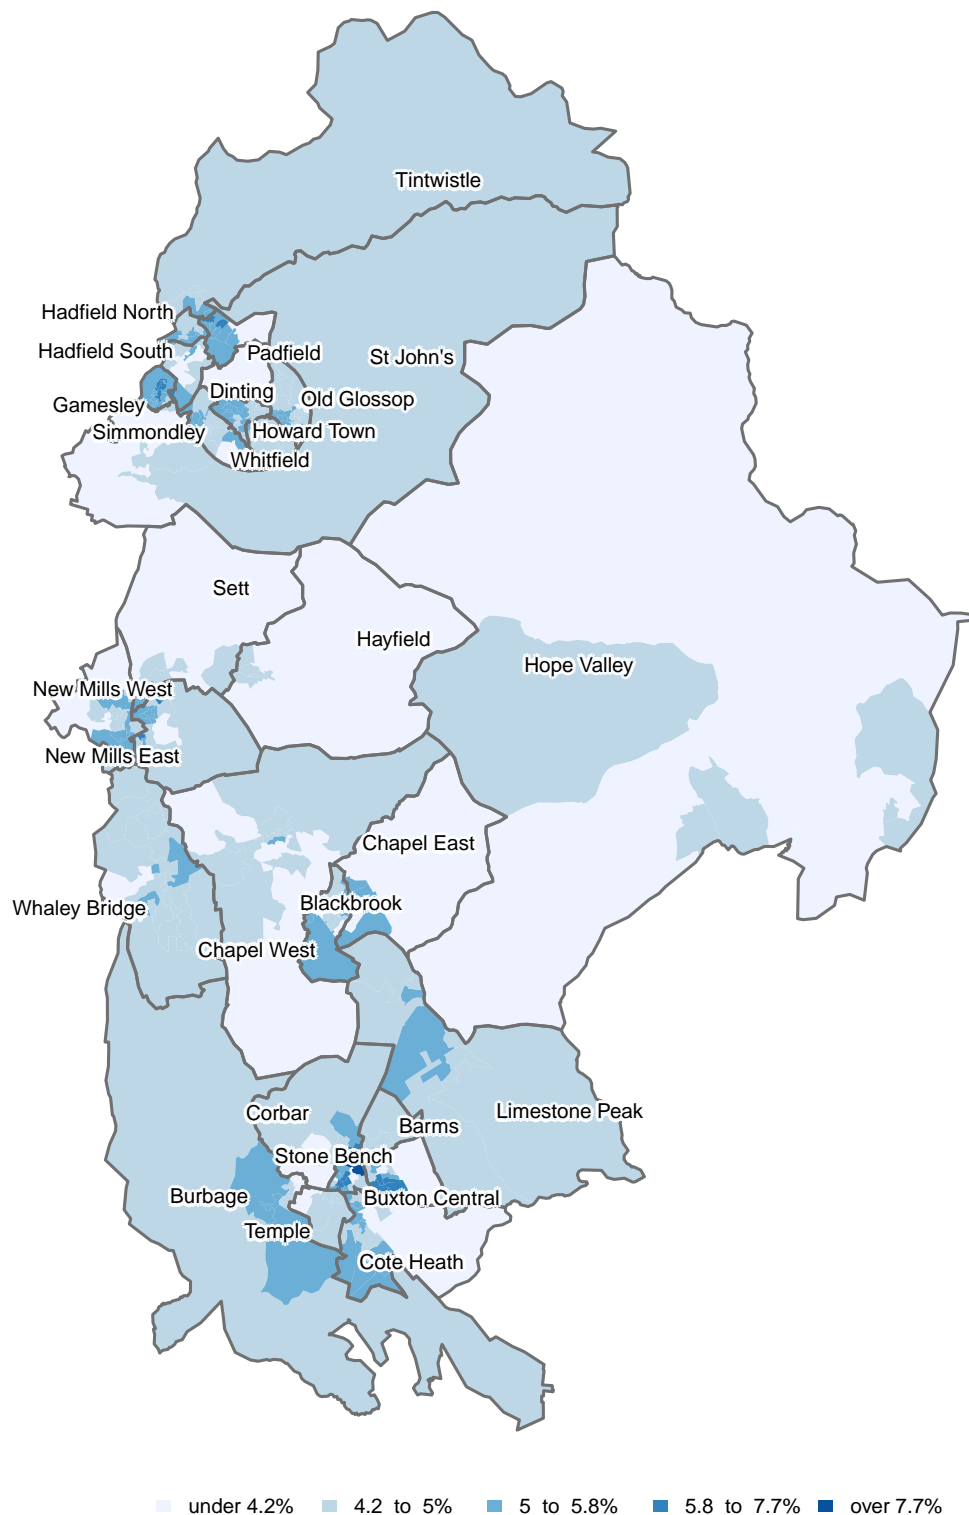 Tintwistle
Hadfield North
Hadfield South
Padfield
St John's
Dinting
Old Glossop
Gamesley
Simmondley
Howard Town
Whitfield
Sett
Hayfield
Hope Valley
New Mills West
New Mills East
Chapel East
Blackbrook
Whaley Bridge
Chapel West
Corbar
Limestone Peak
Barms
Stone Bench
Burbage
Buxton Central
Temple
Cote Heath
under 4.2% 4.2 to 5% 5 to 5.8% 5.8 to 7.7% over 7.7%